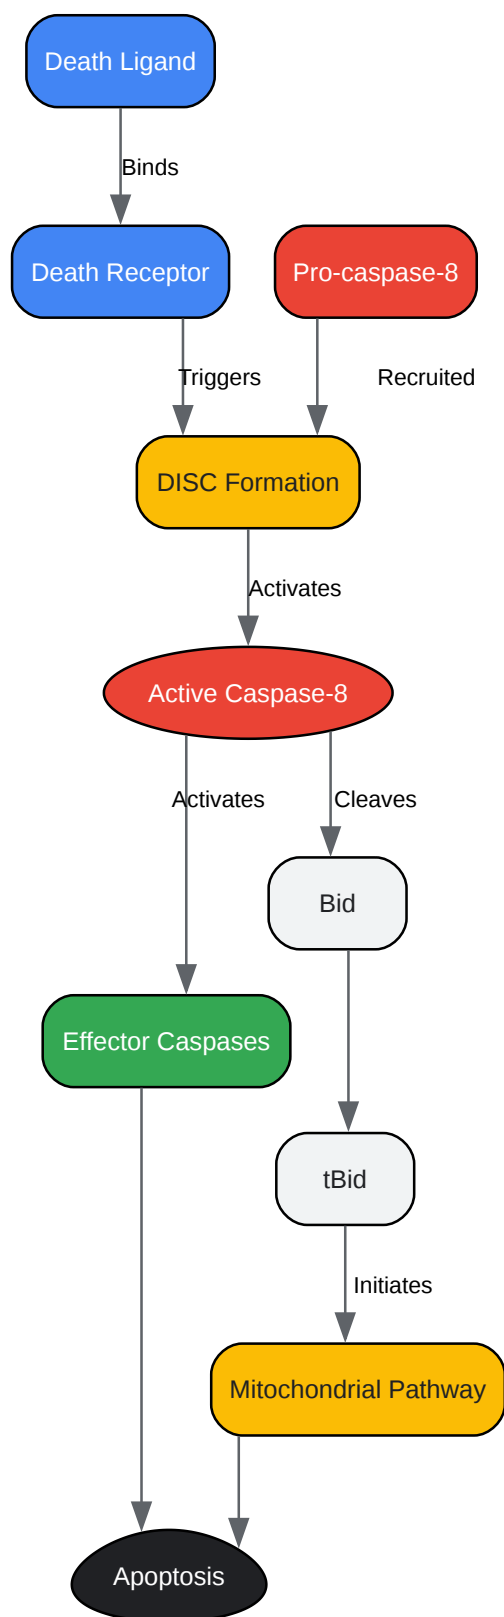 Death Ligand
Binds
Death Receptor
Pro-caspase-8
Triggers
Recruited
DISC Formation
Activates
Active Caspase-8
Activates
Cleaves
Bid
Effector Caspases
tBid
Initiates
Mitochondrial Pathway
Apoptosis